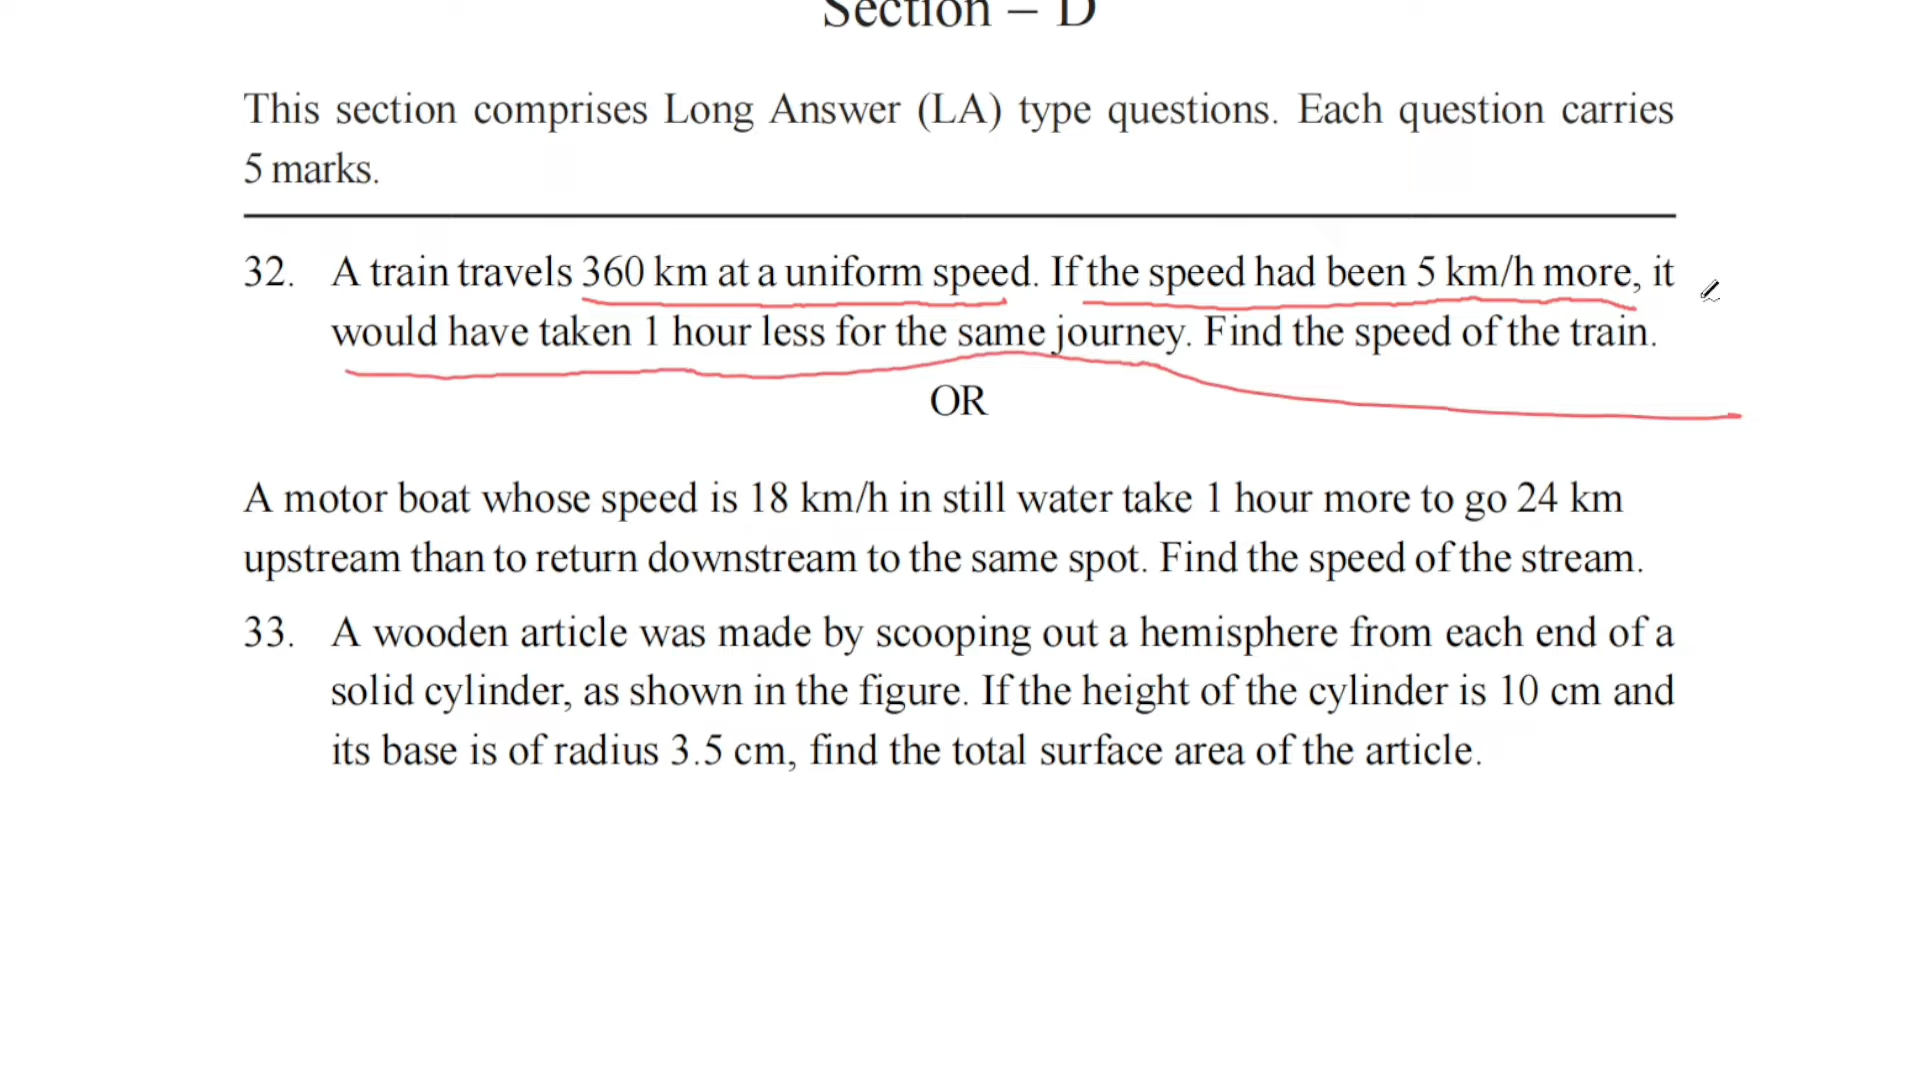 Section – D
This section comprises Long Answer (LA) type questions. Each question carries
5 marks.
32. A train travels 360 km at a uniform speed. If the speed had been 5 km/h more, it
would have taken 1 hour less for the same journey. Find the speed of the train.
OR
A motor boat whose speed is 18 km/h in still water take 1 hour more to go 24 km
upstream than to return downstream to the same spot. Find the speed of the stream.
33. A wooden article was made by scooping out a hemisphere from each end of a
solid cylinder, as shown in the figure. If the height of the cylinder is 10 cm and
its base is of radius 3.5 cm, find the total surface area of the article.